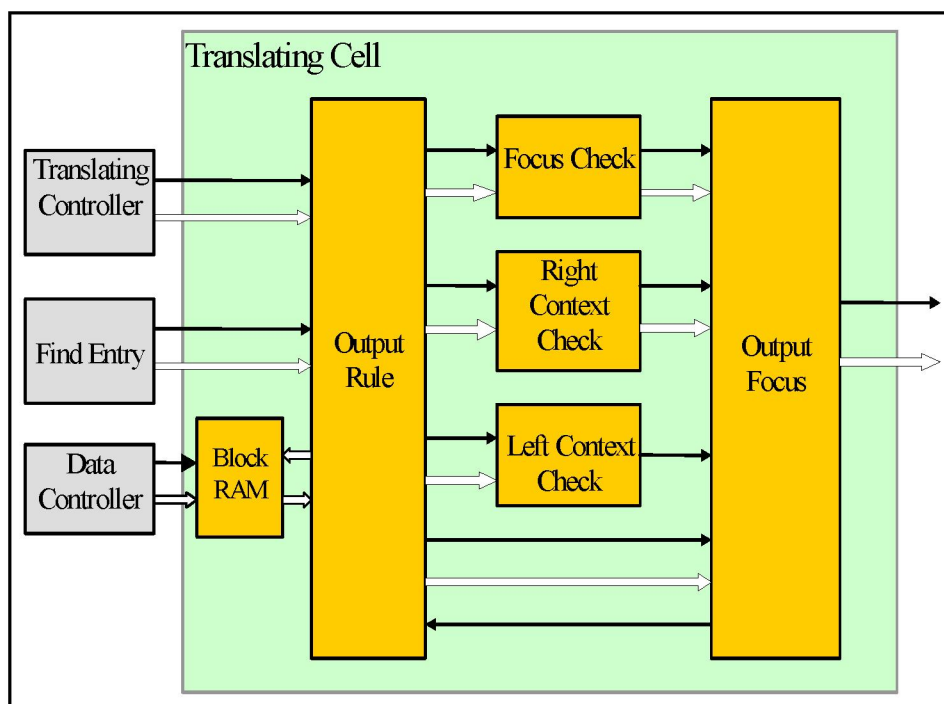 Translating Cell
Translating
Controller
Find Entry
Data
Controller
Block
RAM
Output
Rule
Focus Check
Right
Context
Check
Left Context
Check
Output
Focus